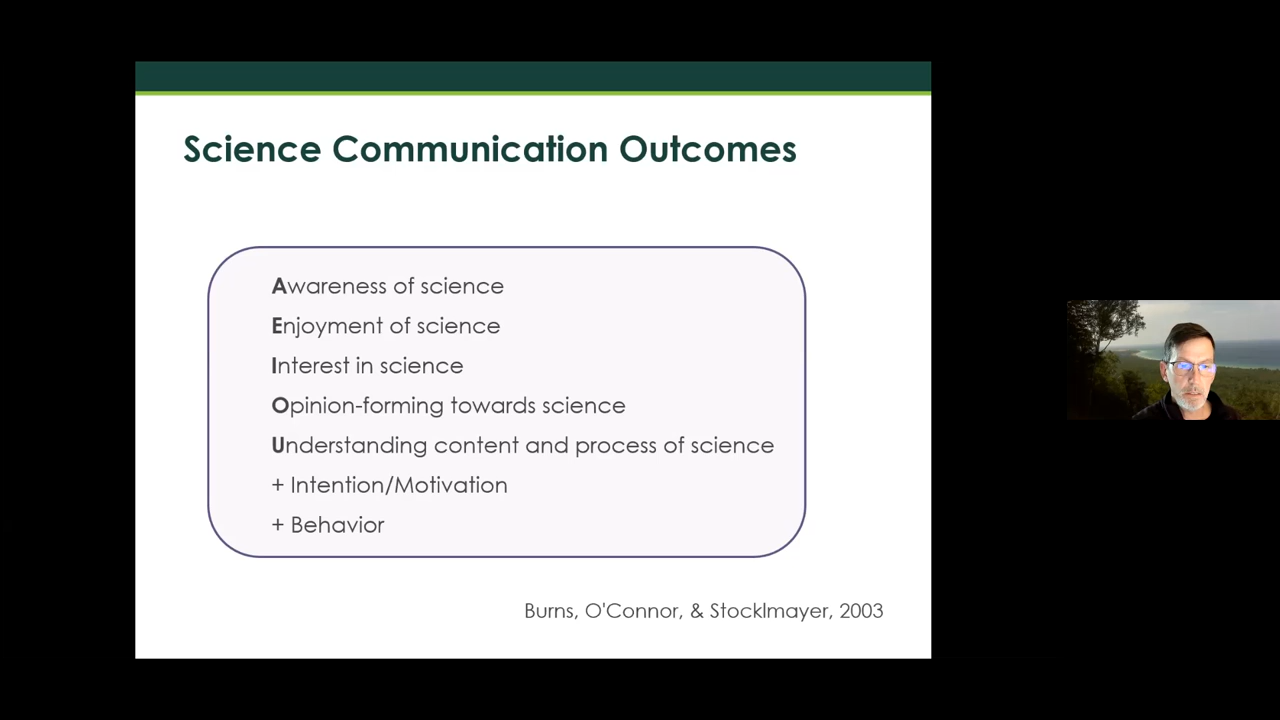 Science Communication Outcomes
Awareness of science
Enjoyment of science
Interest in science
Opinion-forming towards science
Understanding content and process of science
+ Intention/Motivation
+ Behavior
Burns, O'Connor, & Stocklmayer, 2003